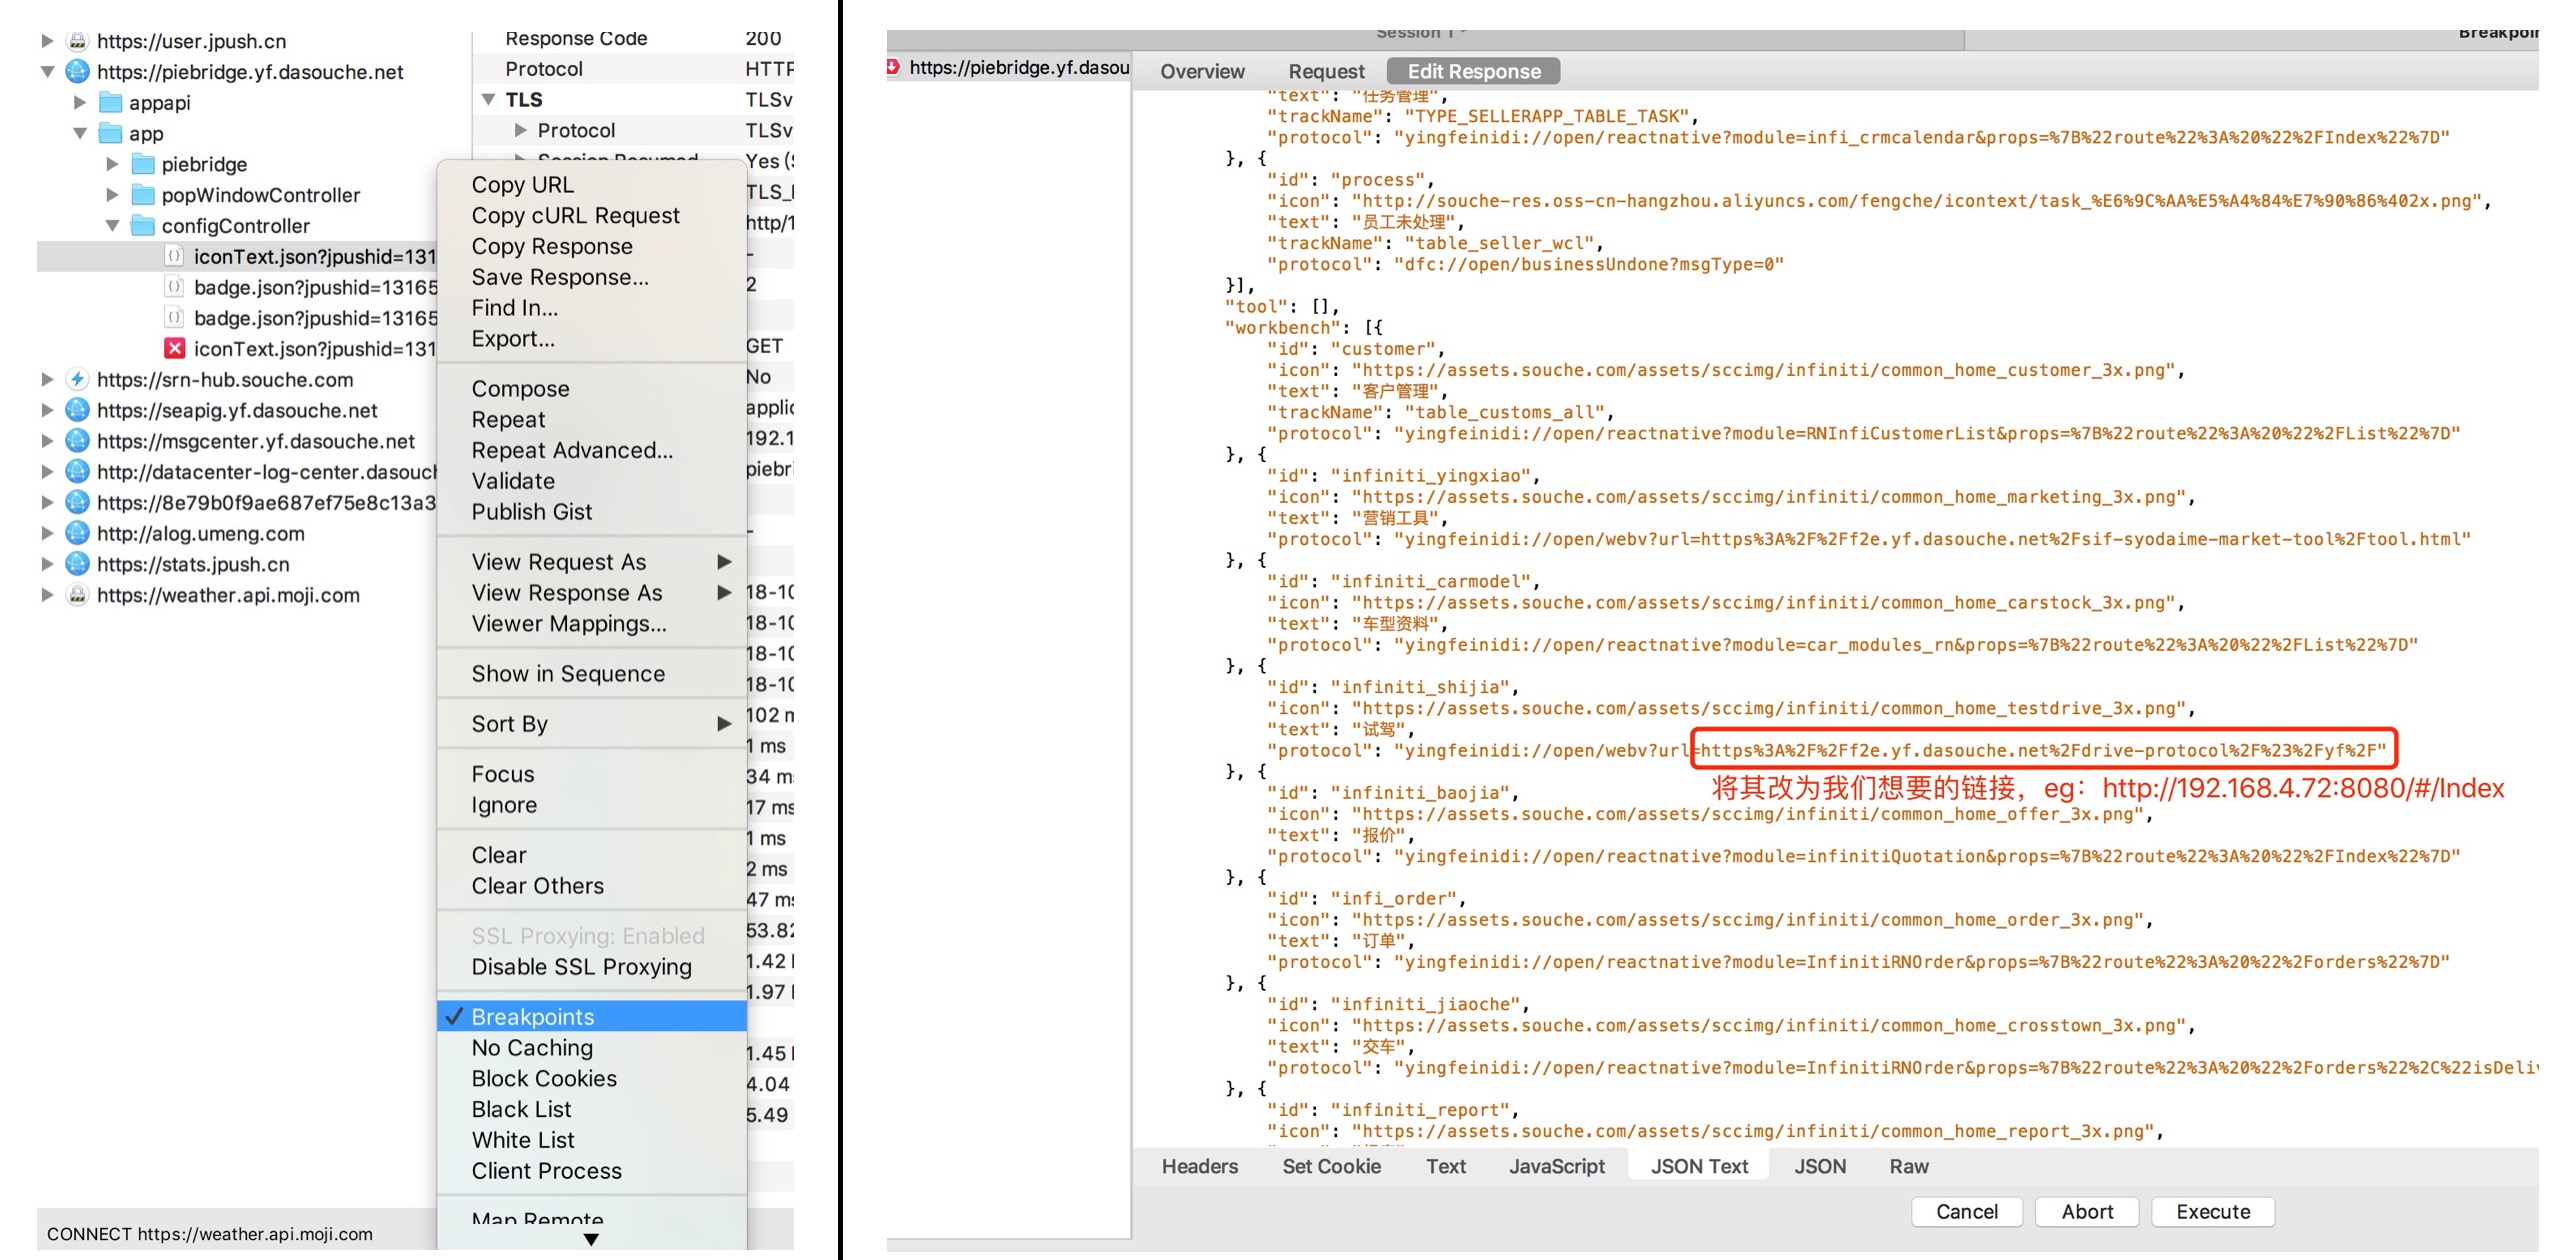 https://user.jpush.cn
https://piebridge.yf.dasouche.net
appapi
app
piebridge
popWindowController
configController
iconText.json?jpushid=131
badge.json?jpushid=13165
badge.json?jpushid=13165
iconText.json?jpushid=131
https://srn-hub.souche.com
https://seapig.yf.dasouche.net
https://msgcenter.yf.dasouche.net
http://datacenter-log-center.dasouch
https://8e79b0f9ae687ef75e8c13a3
http://alog.umeng.com
https://stats.jpush.cn
https://weather.api.moji.com
CONNECT https://weather.api.moji.com
Response Code 200
Protocol HTTP
TLS TLSv
Protocol TLSv
Session Resumed Yes (S
TLS_
http/1
-
2
GET
No
applic
192.1
piebri
-
18-10
18-10
18-10
18-10
102 m
1 ms
34 ms
17 ms
1 ms
2 ms
47 ms
53.82
1.42
1.97
1.45
4.04
5.49
Copy URL
Copy cURL Request
Copy Response
Save Response...
Find In...
Export...
Compose
Repeat
Repeat Advanced...
Validate
Publish Gist
View Request As
View Response As
Viewer Mappings...
Show in Sequence
Sort By
Focus
Ignore
Clear
Clear Others
SSL Proxying: Enabled
Disable SSL Proxying
✓ Breakpoints
No Caching
Block Cookies
Black List
White List
Client Process
Map Remote
Session 1 *
Breakpoin
https://piebridge.yf.dasou
Overview Request Edit Response
"text": "任务管理",
"trackName": "TYPE_SELLERAPP_TABLE_TASK",
"protocol": "yingfeinidi://open/reactnative?module=infi_crmcalendar&props=%7B%22route%22%3A%20%22%2FIndex%22%7D"
}, {
"id": "process",
"icon": "http://souche-res.oss-cn-hangzhou.aliyuncs.com/fengche/icontext/task_%E6%9C%AA%E5%A4%84%E7%90%86%402x.png",
"text": "员工未处理",
"trackName": "table_seller_wcl",
"protocol": "dfc://open/businessUndone?msgType=0"
}],
"tool": [],
"workbench": [{
"id": "customer",
"icon": "https://assets.souche.com/assets/sccimg/infiniti/common_home_customer_3x.png",
"text": "客户管理",
"trackName": "table_customs_all",
"protocol": "yingfeinidi://open/reactnative?module=RNInfiCustomerList&props=%7B%22route%22%3A%20%22%2FList%22%7D"
}, {
"id": "infiniti_yingxiao",
"icon": "https://assets.souche.com/assets/sccimg/infiniti/common_home_marketing_3x.png",
"text": "营销工具",
"protocol": "yingfeinidi://open/webv?url=https%3A%2F%2Ff2e.yf.dasouche.net%2Fsif-syodaime-market-tool%2Ftool.html"
}, {
"id": "infiniti_carmodel",
"icon": "https://assets.souche.com/assets/sccimg/infiniti/common_home_carstock_3x.png",
"text": "车型资料",
"protocol": "yingfeinidi://open/reactnative?module=car_modules_rn&props=%7B%22route%22%3A%20%22%2FList%22%7D"
}, {
"id": "infiniti_shijia",
"icon": "https://assets.souche.com/assets/sccimg/infiniti/common_home_testdrive_3x.png",
"text": "试驾",
"protocol": "yingfeinidi://open/webv?url=https%3A%2F%2Ff2e.yf.dasouche.net%2Fdrive-protocol%2F%23%2Fyf%2F"
}, {
将其改为我们想要的链接，eg：http://192.168.4.72:8080/#/Index
"id": "infiniti_baojia",
"icon": "https://assets.souche.com/assets/sccimg/infiniti/common_home_offer_3x.png",
"text": "报价",
"protocol": "yingfeinidi://open/reactnative?module=infinitiQuotation&props=%7B%22route%22%3A%20%22%2FIndex%22%7D"
}, {
"id": "infi_order",
"icon": "https://assets.souche.com/assets/sccimg/infiniti/common_home_order_3x.png",
"text": "订单",
"protocol": "yingfeinidi://open/reactnative?module=InfinitiRNOrder&props=%7B%22route%22%3A%20%22%2Forders%22%7D"
}, {
"id": "infiniti_jiaoche",
"icon": "https://assets.souche.com/assets/sccimg/infiniti/common_home_crosstown_3x.png",
"text": "交车",
"protocol": "yingfeinidi://open/reactnative?module=InfinitiRNOrder&props=%7B%22route%22%3A%20%22%2Forders%22%2C%22isDeliv
}, {
"id": "infiniti_report",
"icon": "https://assets.souche.com/assets/sccimg/infiniti/common_home_report_3x.png",
Headers Set Cookie Text JavaScript JSON Text JSON Raw
Cancel Abort Execute